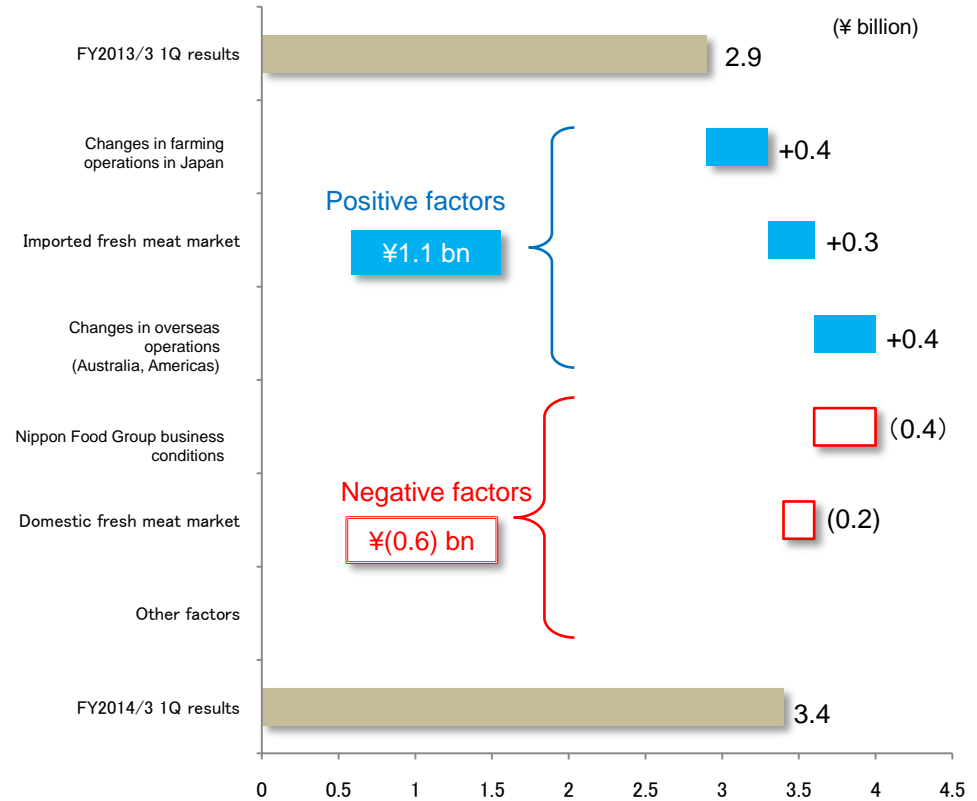 (¥ billion)
FY2013/3 1Q results
2.9
Changes in farming
operations in Japan
+0.4
Positive factors
¥1.1 bn
Imported fresh meat market
+0.3
Changes in overseas
operations
(Australia, Americas)
+0.4
Nippon Food Group business
conditions
(0.4)
Negative factors
¥(0.6) bn
Domestic fresh meat market
(0.2)
Other factors
FY2014/3 1Q results
3.4
0 0.5 1 1.5 2 2.5 3 3.5 4 4.5